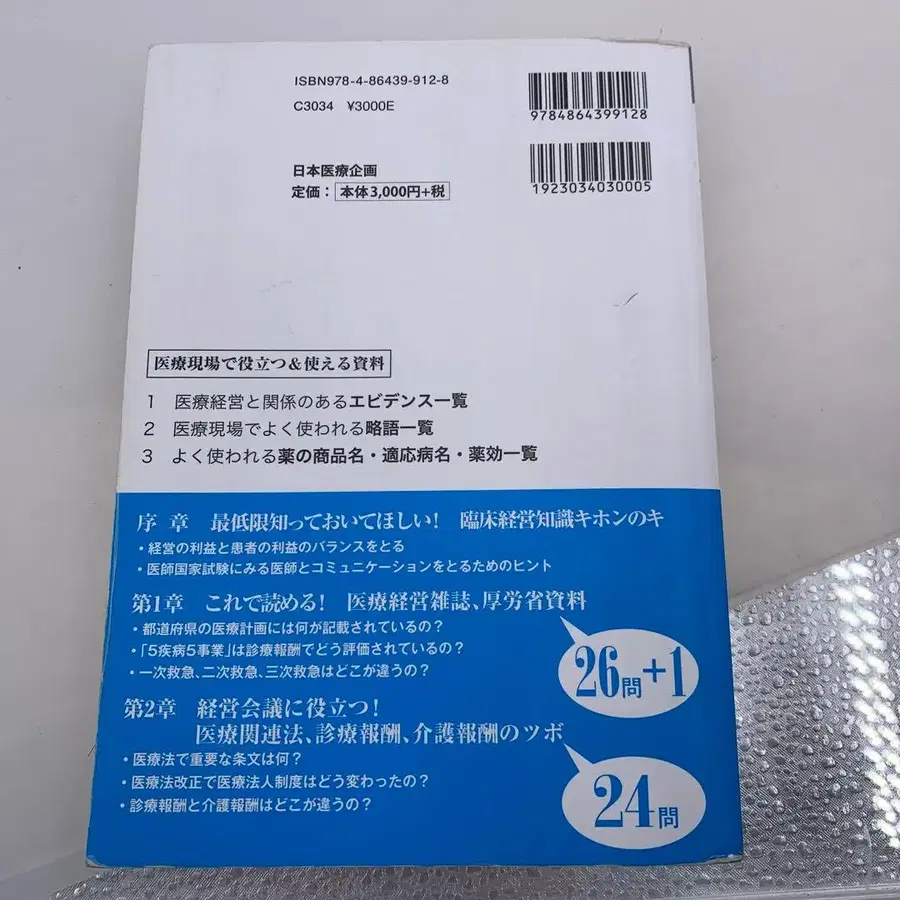 ISBN978-4-86439-912-8
C3034 ¥3000E
9784864399128
日本医療企画
定価：本体3,000円+税
1923034030005
医療現場で役立つ＆使える資料
1 医療経営と関係のあるエビデンス一覧
2 医療現場でよく使われる略語一覧
3 よく使われる薬の商品名・適応病名・薬効一覧
序章 最低限知っておいてほしい！ 臨床経営知識キホンのキ
・経営の利益と患者の利益のバランスをとる
・医師国家試験にみる医師とコミュニケーションをとるためのヒント
第1章 これで読める！ 医療経営雑誌、厚労省資料
・都道府県の医療計画には何が記載されているの？
・「5疾病5事業」は診療報酬でどう評価されているの？
・一次救急、二次救急、三次救急はどこが違うの？
26問+1
第2章 経営会議に役立つ！
医療関連法、診療報酬、介護報酬のツボ
・医療法で重要な条文は何？
・医療法改正で医療法人制度はどう変わったの？
・診療報酬と介護報酬はどこが違うの？
24問